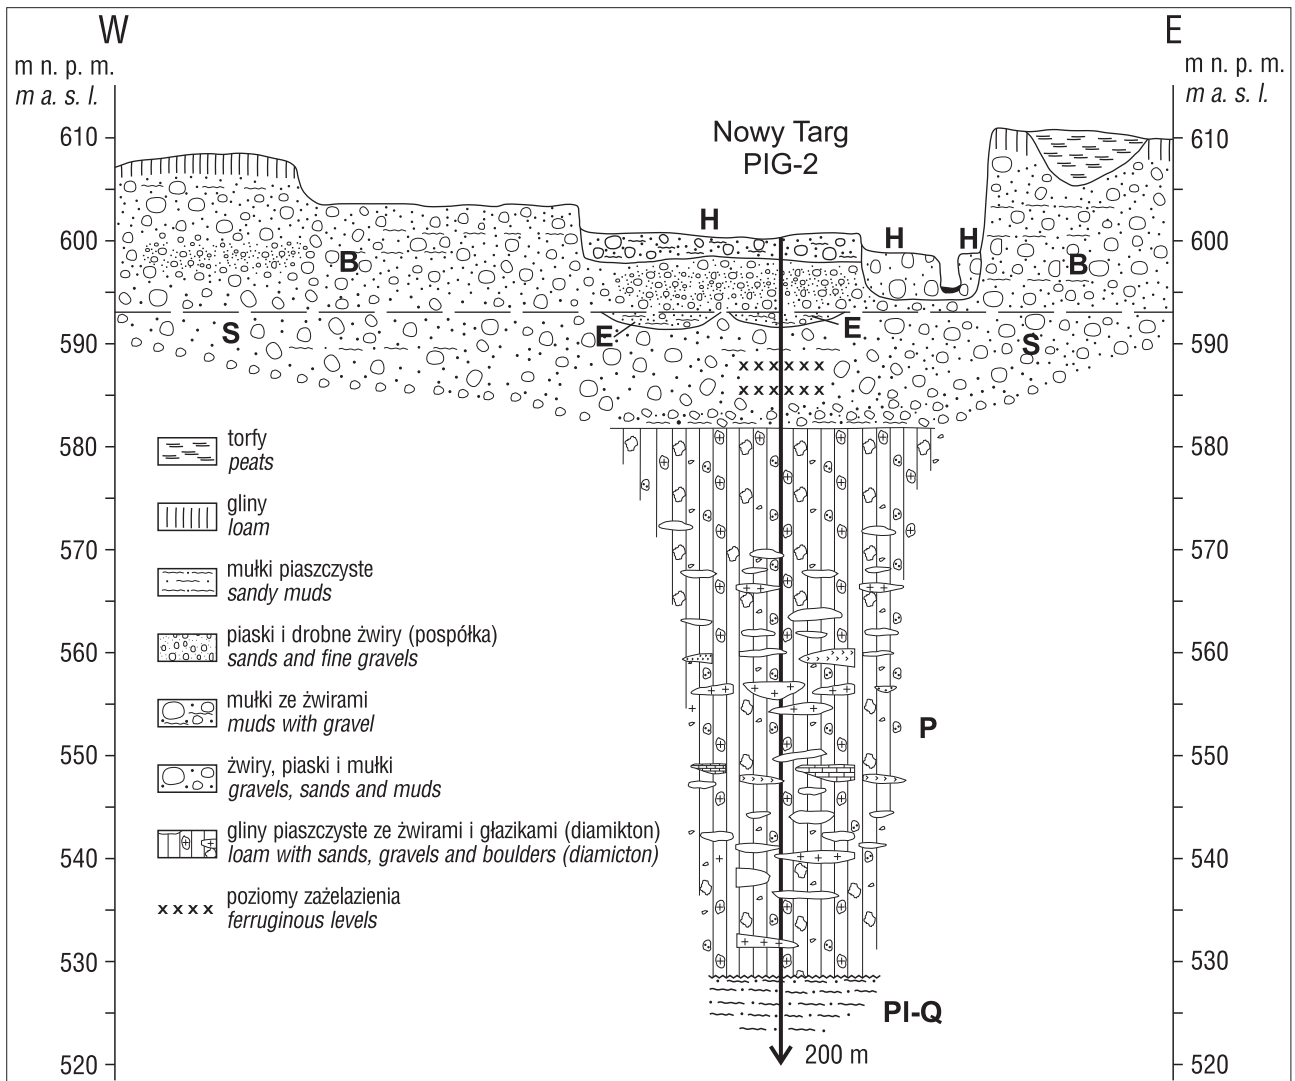 W
E
m n. p. m.
m a. s. l.
m n. p. m.
m a. s. l.
610
600
590
580
570
560
550
540
530
520
610
600
590
580
570
560
550
540
530
520
Nowy Targ
PIG-2
H
H
H
B
B
S
E
E
S
P
Pl-Q
200 m
torfy
peats
gliny
loam
mułki piaszczyste
sandy muds
piaski i drobne żwiry (pospółka)
sands and fine gravels
mułki ze żwirami
muds with gravel
żwiry, piaski i mułki
gravels, sands and muds
gliny piaszczyste ze żwirami i głazikami (diamikton)
loam with sands, gravels and boulders (diamicton)
x x x x
poziomy zażelazienia
ferruginous levels